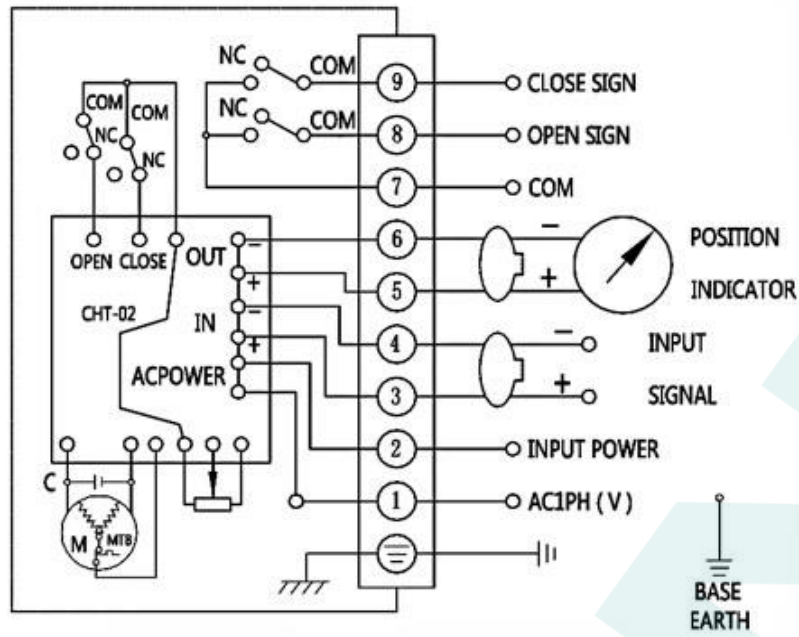 NC
COM
9
CLOSE SIGN
NC
COM
8
OPEN SIGN
COM
COM
NC
NC
7
COM
OPEN
CLOSE
OUT
−
6
−
POSITION
+
5
+
INDICATOR
CHT-02
IN
−
4
−
INPUT
+
3
+
SIGNAL
ACPOWER
2
INPUT POWER
C
1
AC1PH ( V )
M
MTB
BASE
EARTH